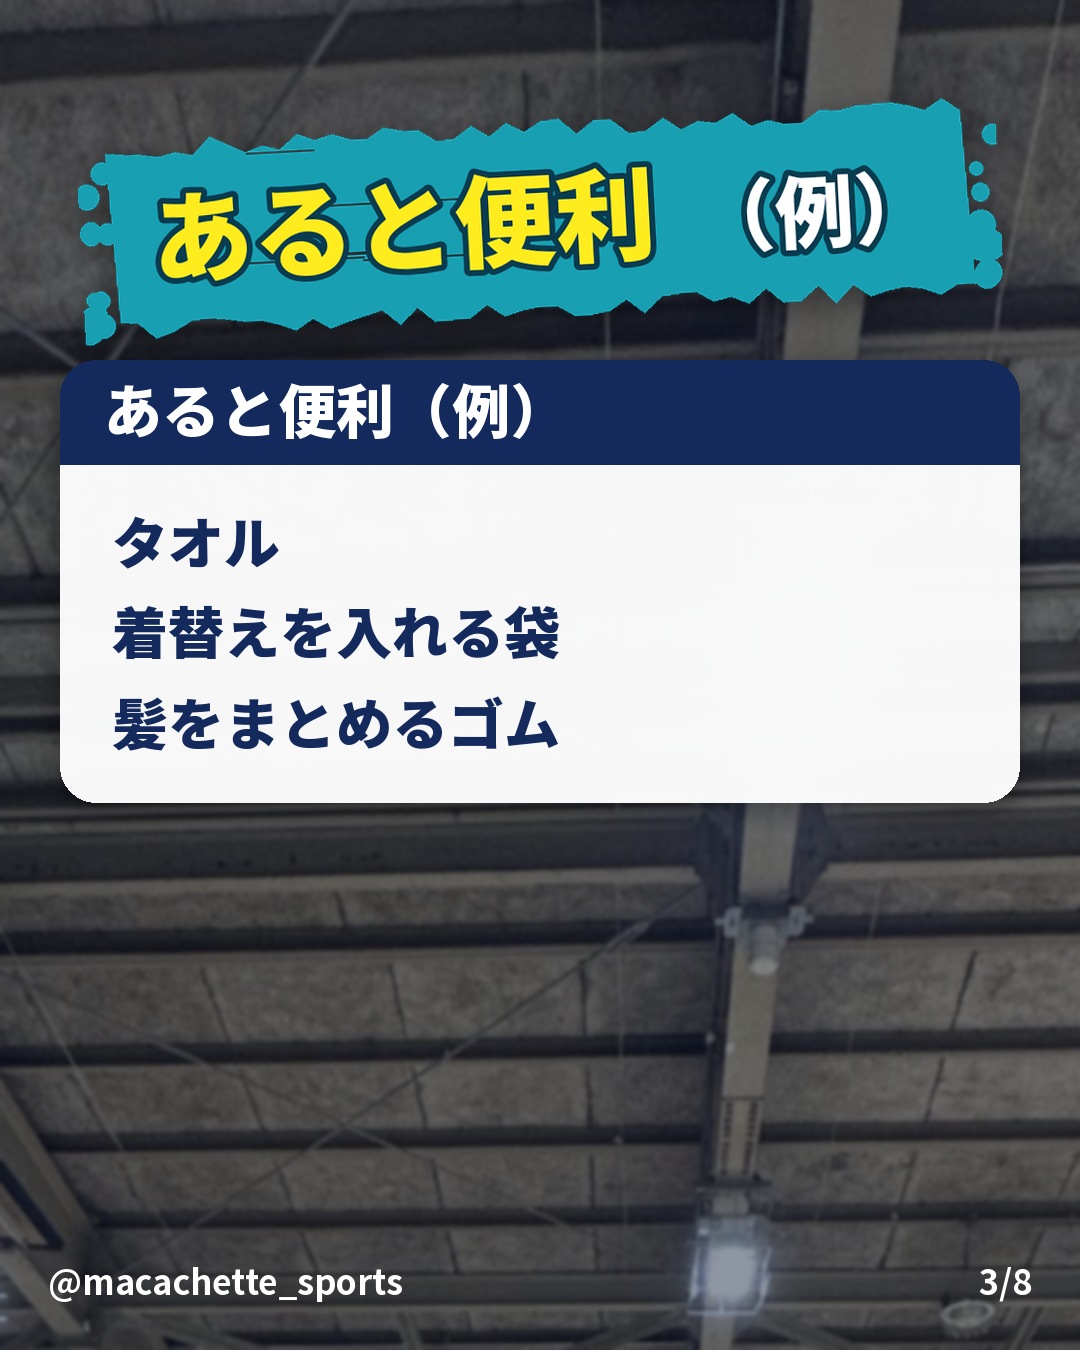 あると便利 （例）
あると便利（例）
タオル
着替えを入れる袋
髪をまとめるゴム
@macachette_sports
3/8